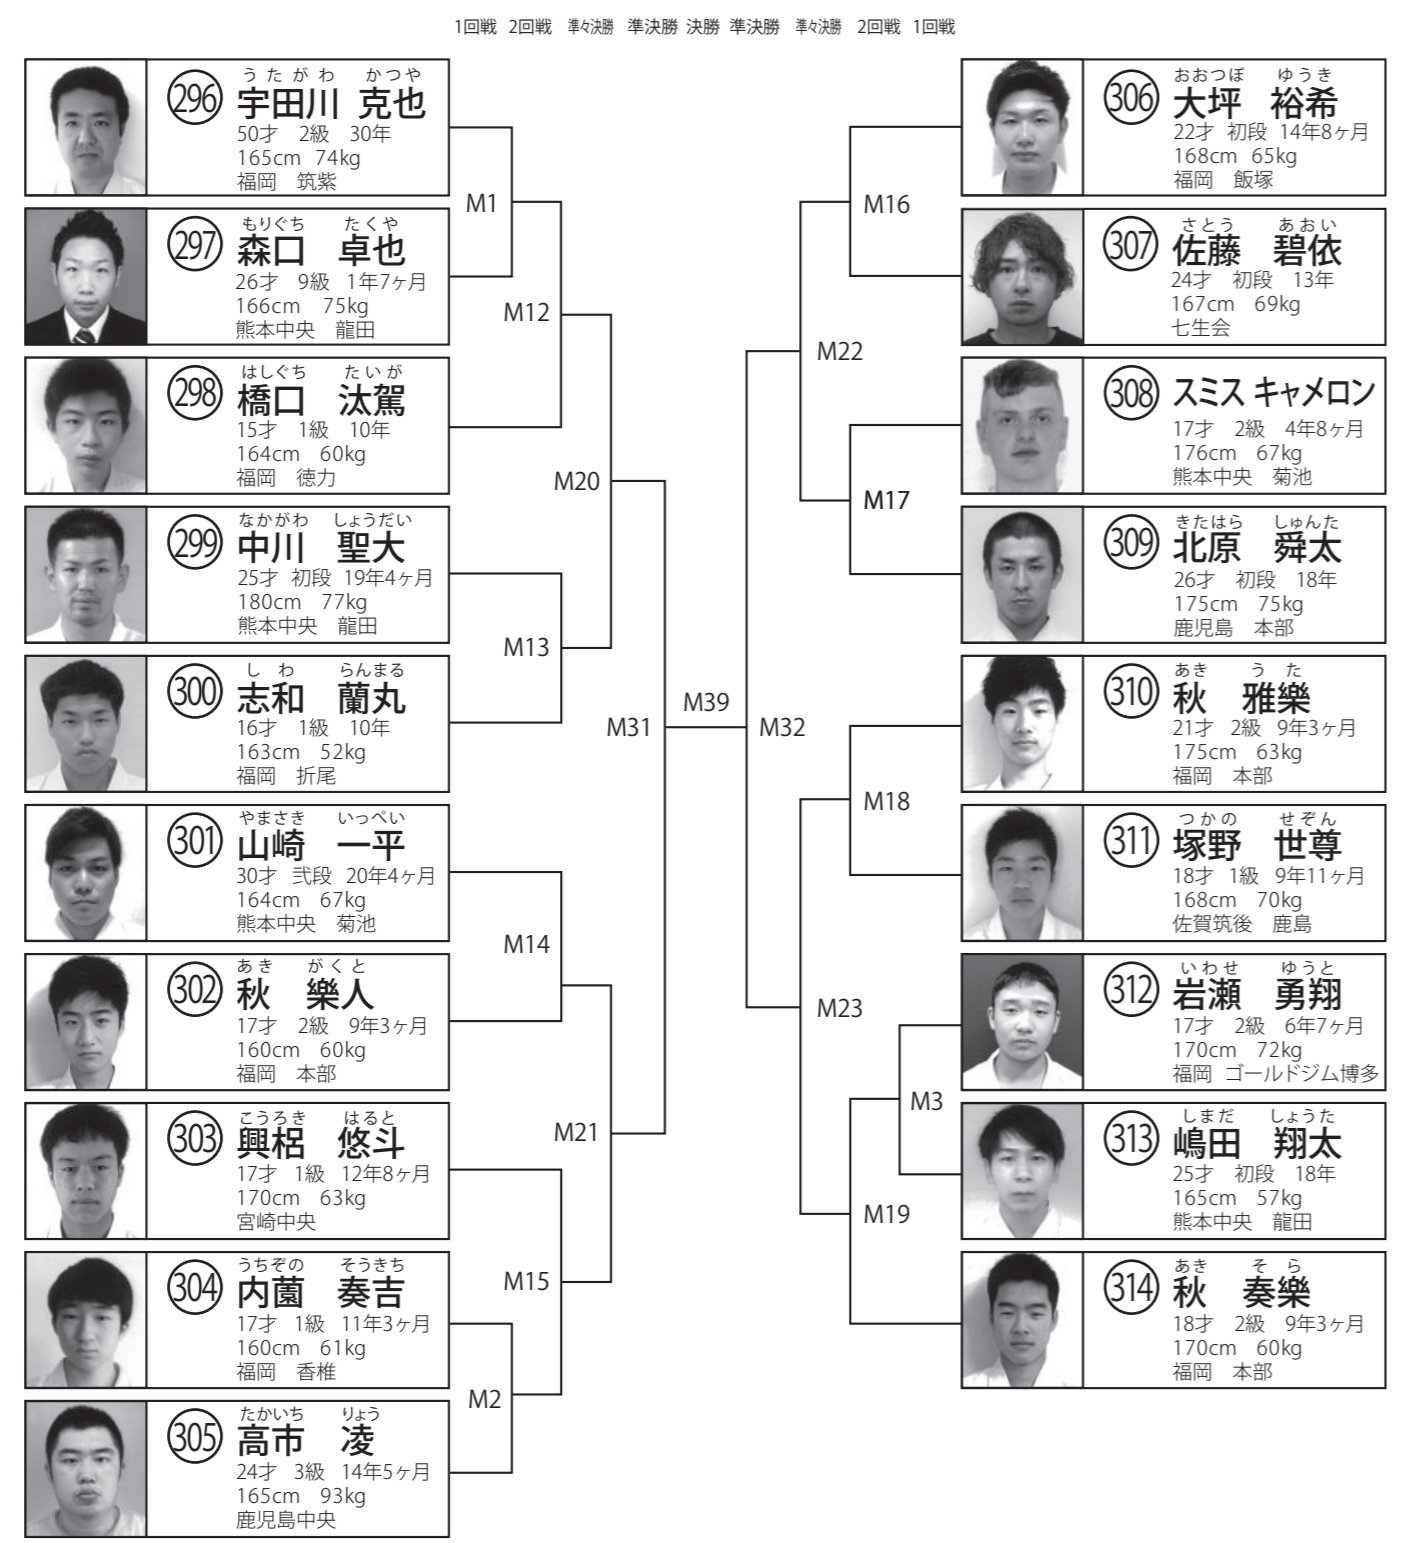 1回戦 2回戦 準々決勝 準決勝 決勝 準決勝 準々決勝 2回戦 1回戦
296
うたがわ かつや
宇田川 克也
50才 2級 30年
165cm 74kg
福岡 筑紫
297
もりぐち たくや
森口 卓也
26才 9級 1年7ヶ月
166cm 75kg
熊本中央 龍田
298
はしぐち たいが
橋口 汰駕
15才 1級 10年
164cm 60kg
福岡 徳力
299
なかがわ しょうだい
中川 聖大
25才 初段 19年4ヶ月
180cm 77kg
熊本中央 龍田
300
しわ らんまる
志和 蘭丸
16才 1級 10年
163cm 52kg
福岡 折尾
301
やまさき いっぺい
山崎 一平
30才 弐段 20年4ヶ月
164cm 67kg
熊本中央 菊池
302
あき がくと
秋 樂人
17才 2級 9年3ヶ月
160cm 60kg
福岡 本部
303
こうろき はると
興梠 悠斗
17才 1級 12年8ヶ月
170cm 63kg
宮崎中央
304
うちぞの そうきち
内薗 奏吉
17才 1級 11年3ヶ月
160cm 61kg
福岡 香椎
305
たかいち りょう
高市 凌
24才 3級 14年5ヶ月
165cm 93kg
鹿児島中央
M1
M12
M20
M13
M31
M14
M21
M15
M2
M39
M32
M16
M22
M17
M18
M23
M3
M19
306
おおつぼ ゆうき
大坪 裕希
22才 初段 14年8ヶ月
168cm 65kg
福岡 飯塚
307
さとう あおい
佐藤 碧依
24才 初段 13年
167cm 69kg
七生会
308
スミス キャメロン
17才 2級 4年8ヶ月
176cm 67kg
熊本中央 菊池
309
きたはら しゅんた
北原 舜太
26才 初段 18年
175cm 75kg
鹿児島 本部
310
あき うた
秋 雅樂
21才 2級 9年3ヶ月
175cm 63kg
福岡 本部
311
つかの せぞん
塚野 世尊
18才 1級 9年11ヶ月
168cm 70kg
佐賀筑後 鹿島
312
いわせ ゆうと
岩瀬 勇翔
17才 2級 6年7ヶ月
170cm 72kg
福岡 ゴールドジム博多
313
しまだ しょうた
嶋田 翔太
25才 初段 18年
165cm 57kg
熊本中央 龍田
314
あき そら
秋 奏樂
18才 2級 9年3ヶ月
170cm 60kg
福岡 本部